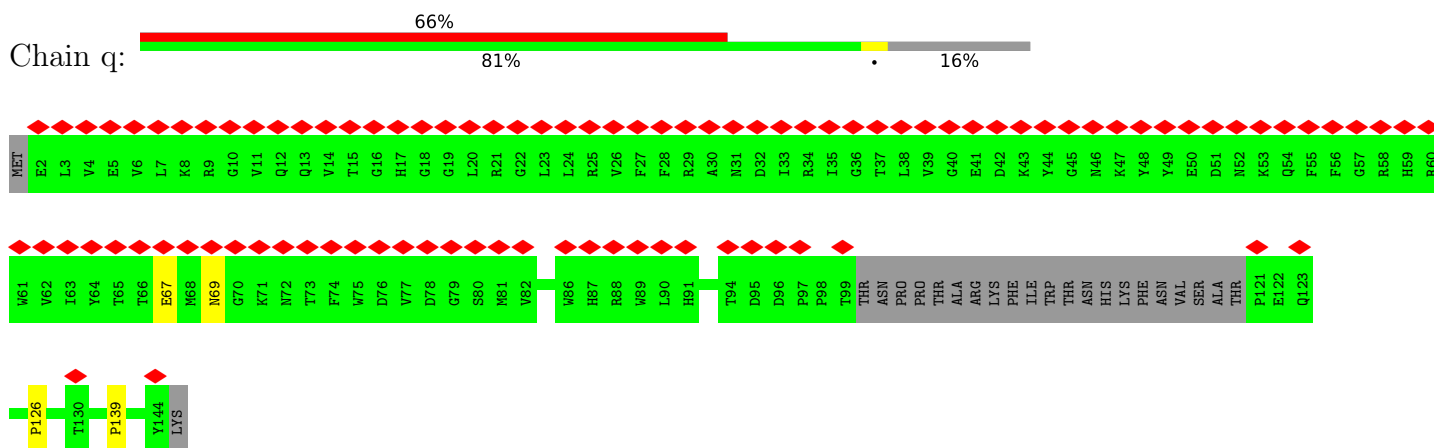 66%
Chain q:
81% • 16%
MET E2 L3 V4 E5 V6 L7 K8 R9 G10 V11 Q12 Q13 V14 T15 G16 H17 G18 G19 L20 R21 G22 L23 L24 R25 V26 F27 F28 R29 A30 N31 D32 I33 R34 I35 G36 T37 L38 V39 G40 E41 D42 K43 Y44 G45 N46 K47 Y48 Y49 E50 D51 N52 K53 Q54 F55 F56 G57 R58 H59 R60
W61 V62 I63 Y64 T65 T66 E67 M68 N69 G70 K71 N72 T73 F74 W75 D76 V77 D78 G79 S80 M81 V82 W86 H87 R88 W89 L90 H91 T94 D95 D96 P97 P98 T99 THR ASN PRO PRO THR ALA ARG LYS PHE ILE TRP THR ASN HIS LYS PHE ASN VAL SER ALA THR P121 E122 Q123
P126 T130 P139 Y144 LYS